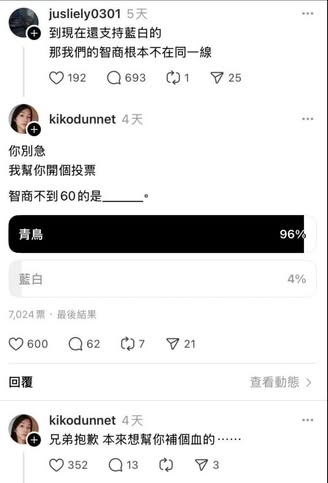 jusliely0301 5天
到現在還支持藍白的
那我們的智商根本不在同一線
192 693 1 25
kikodunnet 4天
你別急
我幫你開個投票
智商不到60的是______。
青鳥 96%
藍白 4%
7,024票・最後結果
600 62 7 21
回覆 查看動態
kikodunnet 4天
兄弟抱歉 本來想幫你補個血的……
352 13 3